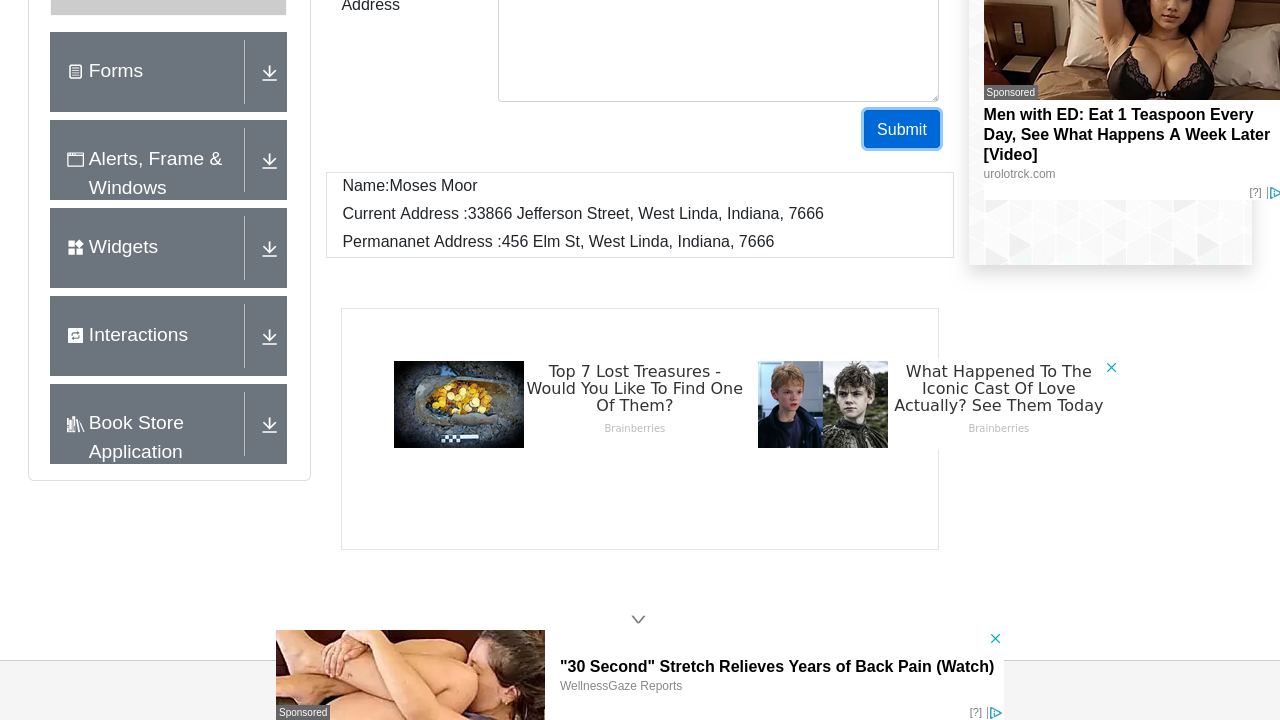 Address
Forms
Alerts, Frame &
Windows
Widgets
Interactions
Book Store
Application
Submit
Name:Moses Moor
Current Address :33866 Jefferson Street, West Linda, Indiana, 7666
Permananet Address :456 Elm St, West Linda, Indiana, 7666
Sponsored
Men with ED: Eat 1 Teaspoon Every
Day, See What Happens A Week Later
[Video]
urolotrck.com
[?]
Top 7 Lost Treasures -
Would You Like To Find One
Of Them?
Brainberries
What Happened To The
Iconic Cast Of Love
Actually? See Them Today
Brainberries
Sponsored
"30 Second" Stretch Relieves Years of Back Pain (Watch)
WellnessGaze Reports
[?]